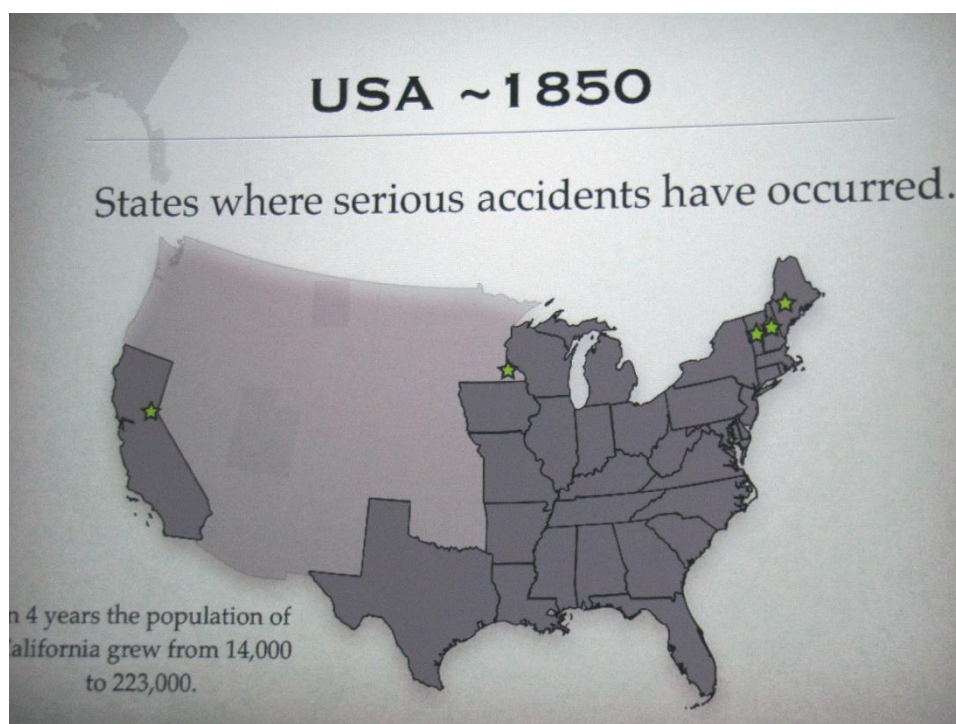 USA ~1850
States where serious accidents have occurred.
n 4 years the population of
alifornia grew from 14,000
to 223,000.